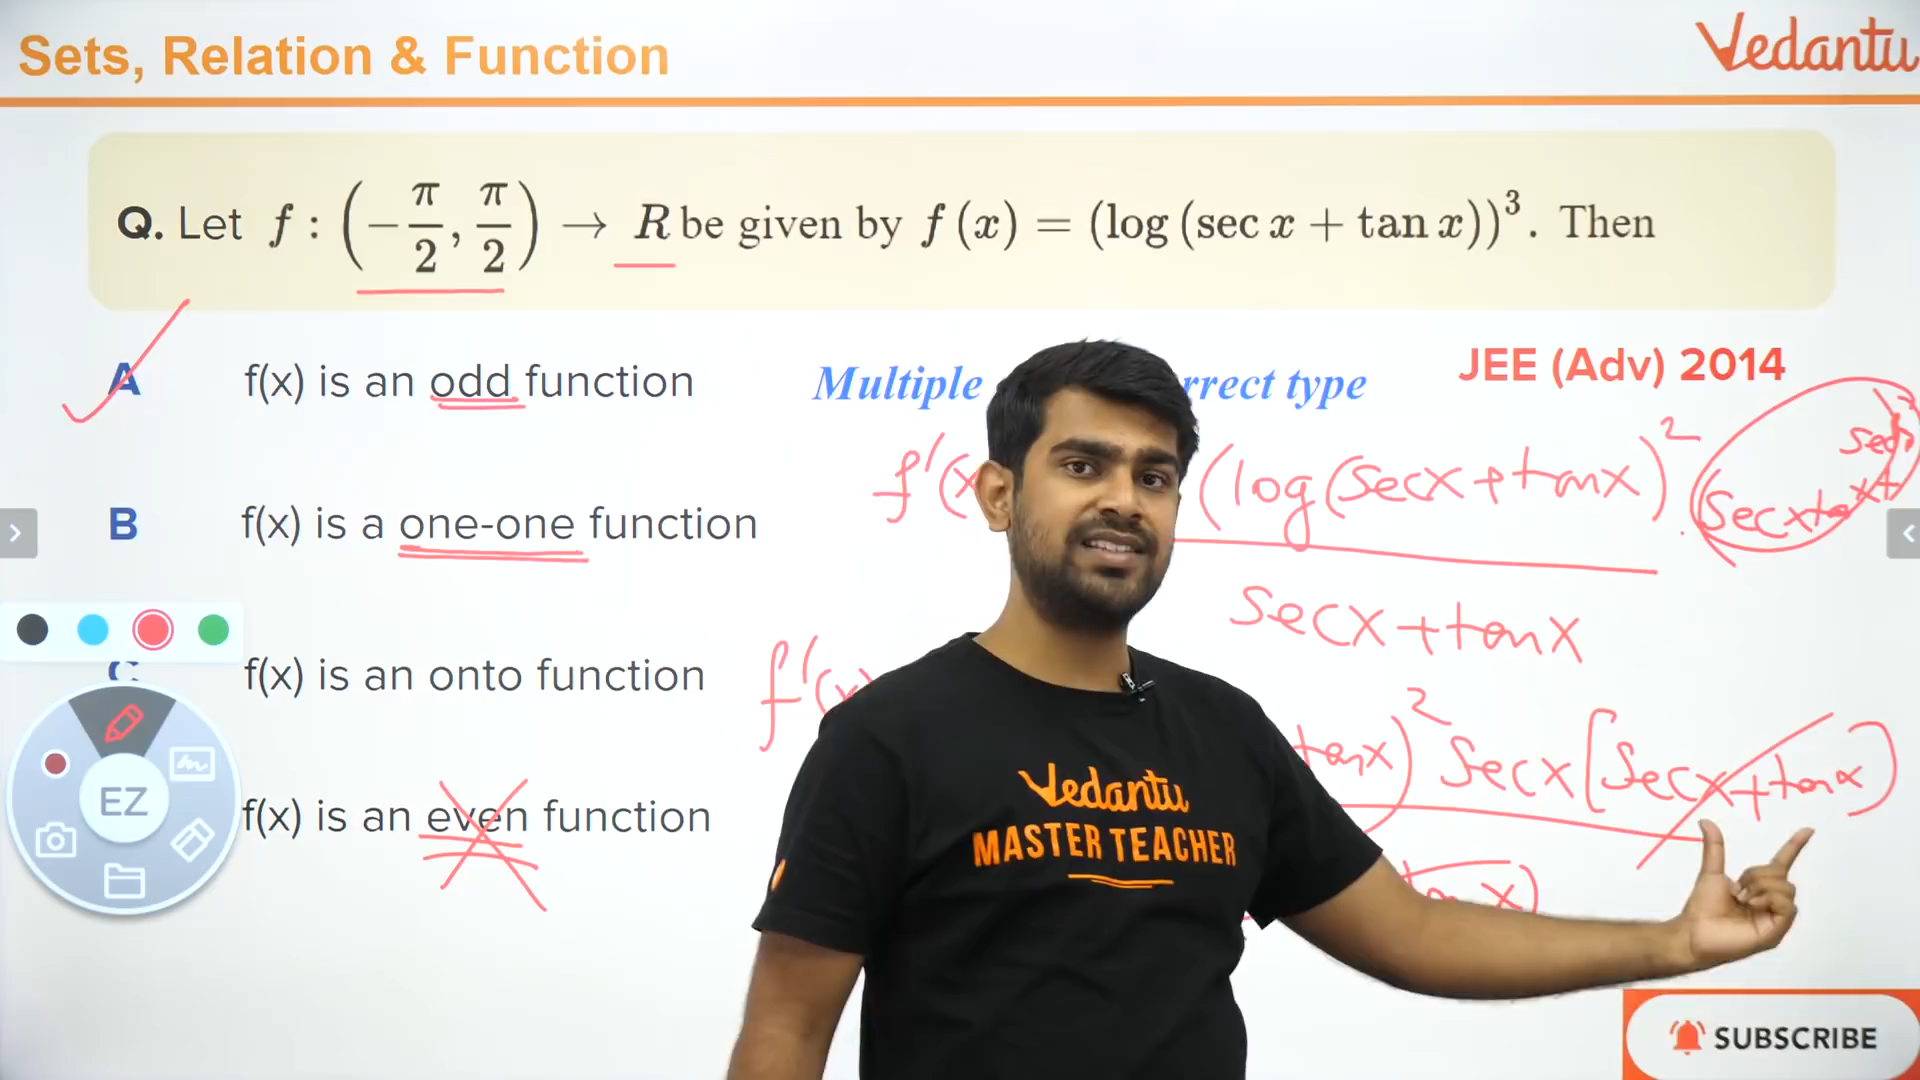 Sets, Relation & Function
Vedantu
Q. Let f : (−π/2, π/2) → R be given by f(x) = (log(sec x + tan x))³. Then
A f(x) is an odd function
Multiple rrect type
JEE (Adv) 2014
f'(x (log(secx+tanx)²
secx+tanx
B f(x) is a one-one function
C f(x) is an onto function
f'(x)
tanx)² secx[secx+tanx)
f(x) is an even function
EZ
Vedantu
MASTER TEACHER
SUBSCRIBE